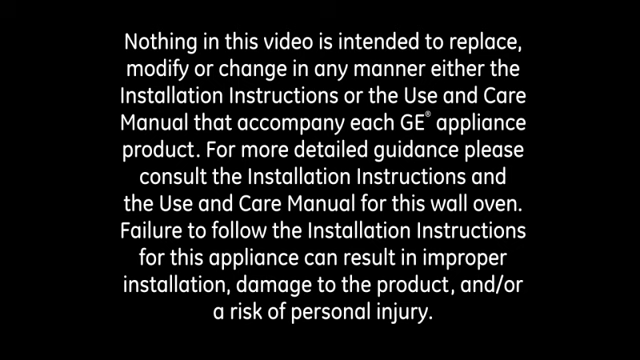 Nothing in this video is intended to replace,
modify or change in any manner either the
Installation Instructions or the Use and Care
Manual that accompany each GE® appliance
product. For more detailed guidance please
consult the Installation Instructions and
the Use and Care Manual for this wall oven.
Failure to follow the Installation Instructions
for this appliance can result in improper
installation, damage to the product, and/or
a risk of personal injury.